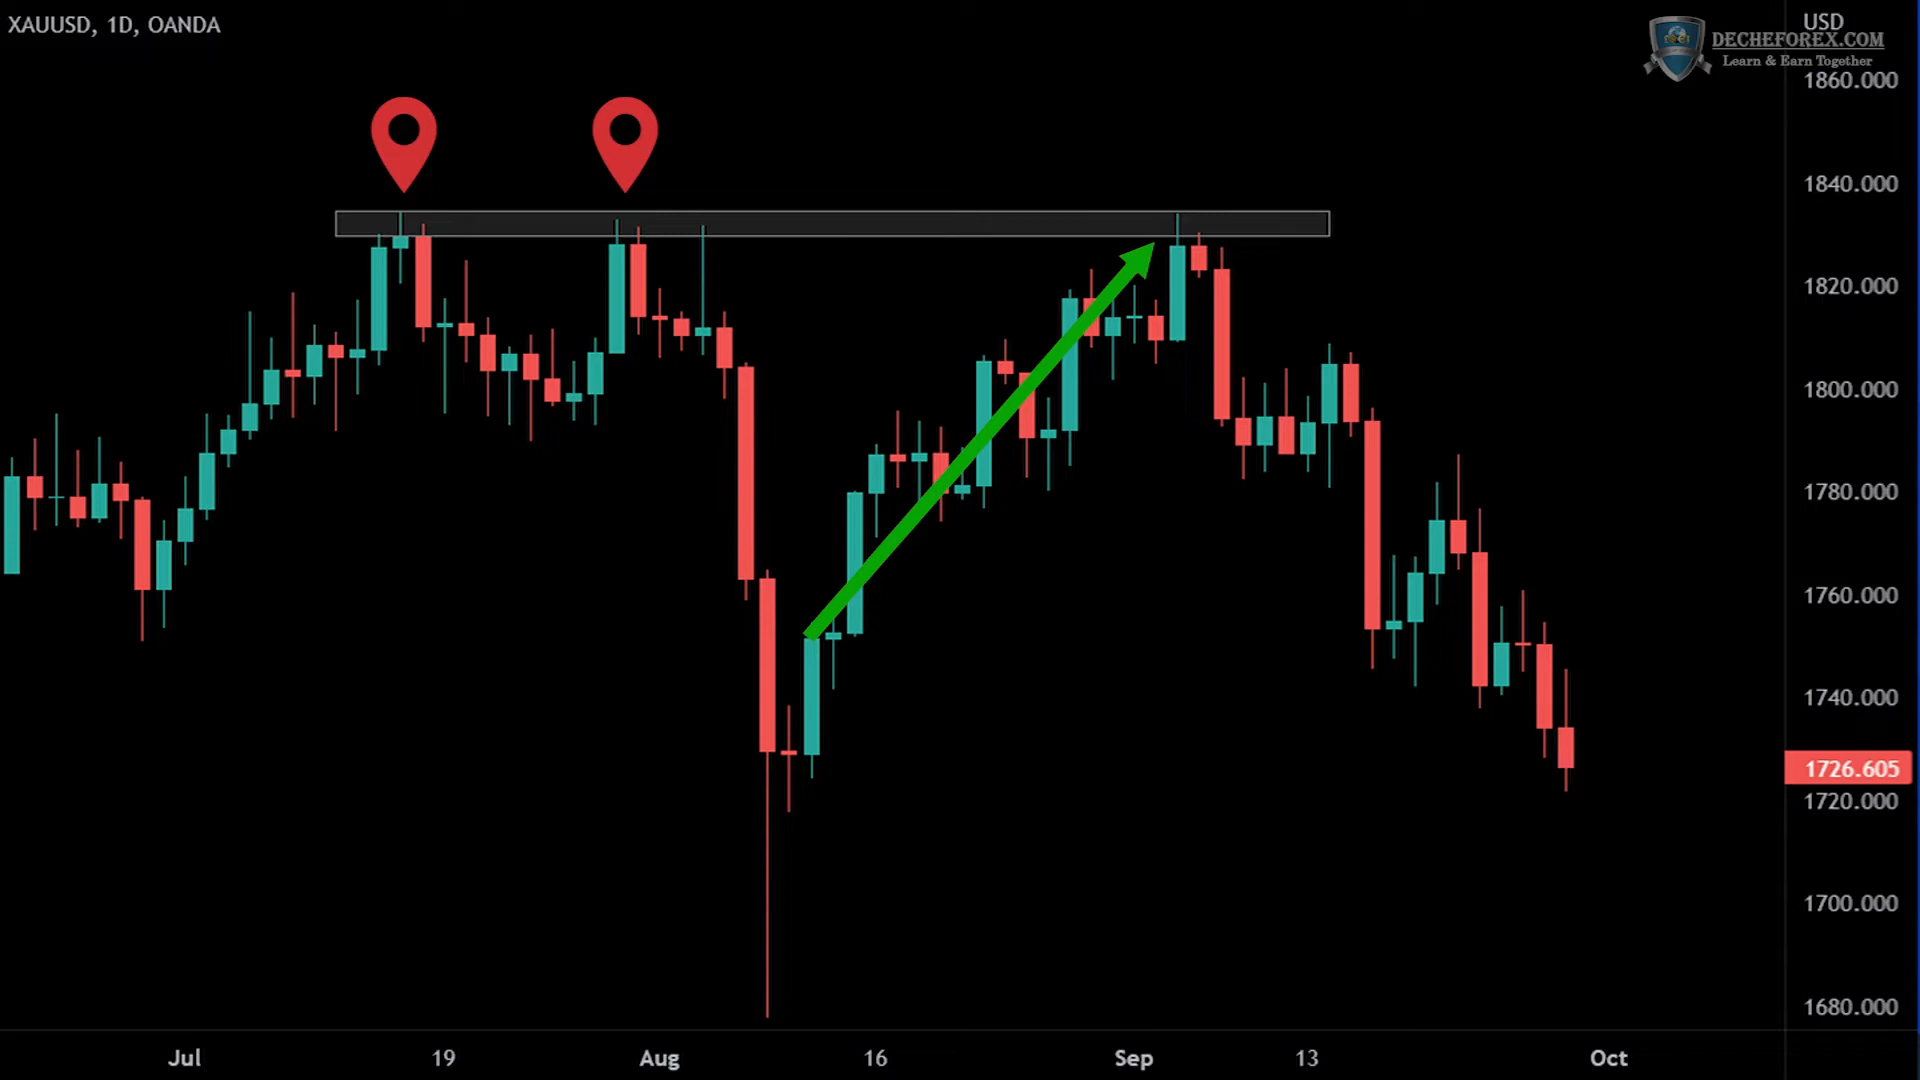 XAUUSD, 1D, OANDA
USD
DECHEFOREX.COM
Learn & Earn Together
1860.000
1840.000
1820.000
1800.000
1780.000
1760.000
1740.000
1726.605
1720.000
1700.000
1680.000
Jul 19 Aug 16 Sep 13 Oct